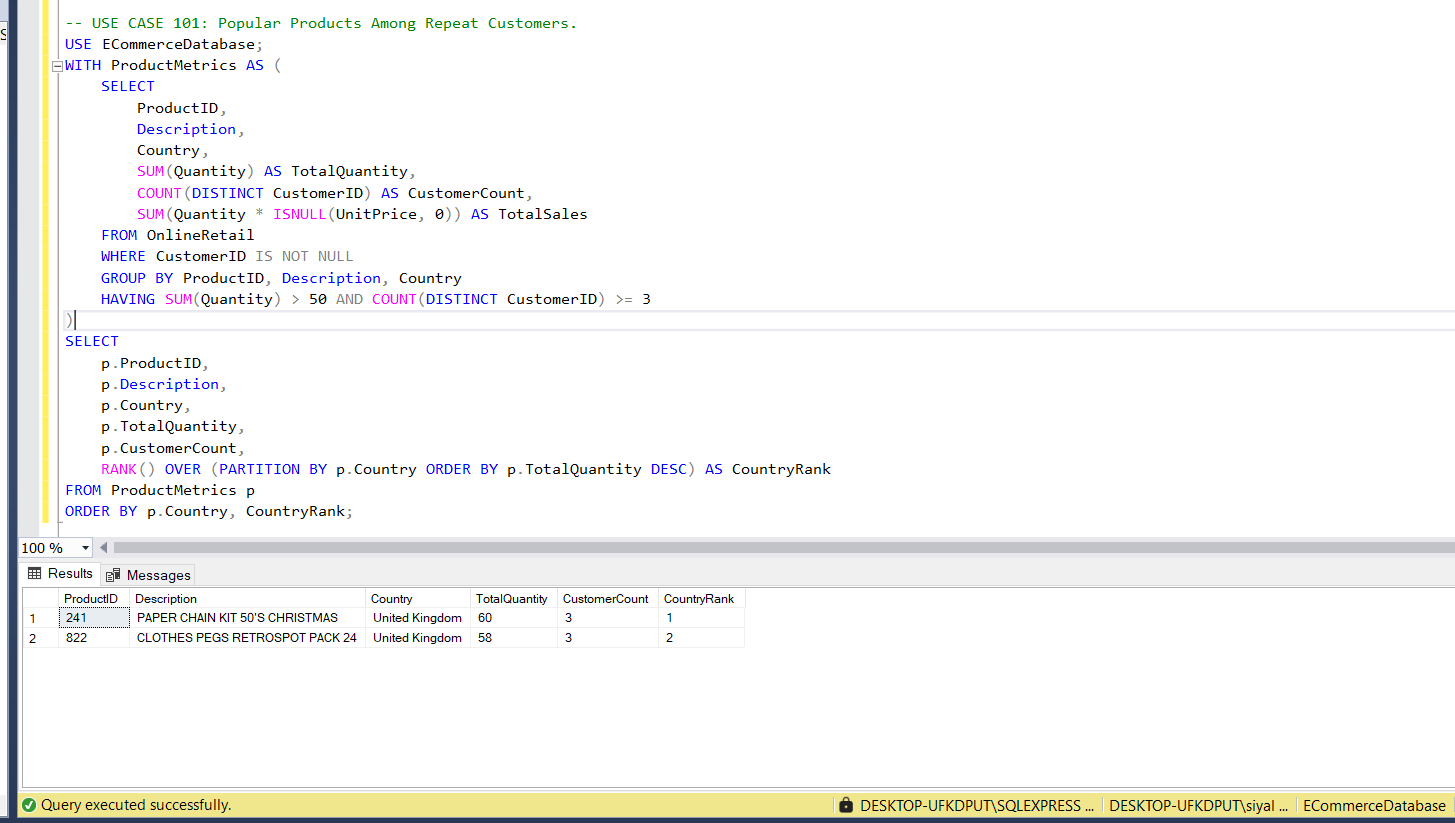 -- USE CASE 101: Popular Products Among Repeat Customers.
USE ECommerceDatabase;
WITH ProductMetrics AS (
SELECT
ProductID,
Description,
Country,
SUM(Quantity) AS TotalQuantity,
COUNT(DISTINCT CustomerID) AS CustomerCount,
SUM(Quantity * ISNULL(UnitPrice, 0)) AS TotalSales
FROM OnlineRetail
WHERE CustomerID IS NOT NULL
GROUP BY ProductID, Description, Country
HAVING SUM(Quantity) > 50 AND COUNT(DISTINCT CustomerID) >= 3
)
SELECT
p.ProductID,
p.Description,
p.Country,
p.TotalQuantity,
p.CustomerCount,
RANK() OVER (PARTITION BY p.Country ORDER BY p.TotalQuantity DESC) AS CountryRank
FROM ProductMetrics p
ORDER BY p.Country, CountryRank;
100 %
Results Messages
ProductID Description Country TotalQuantity CustomerCount CountryRank
1 241 PAPER CHAIN KIT 50'S CHRISTMAS United Kingdom 60 3 1
2 822 CLOTHES PEGS RETROSPOT PACK 24 United Kingdom 58 3 2
Query executed successfully. DESKTOP-UFKDPUT\SQLEXPRESS ... DESKTOP-UFKDPUT\siyal ... ECommerceDatabase